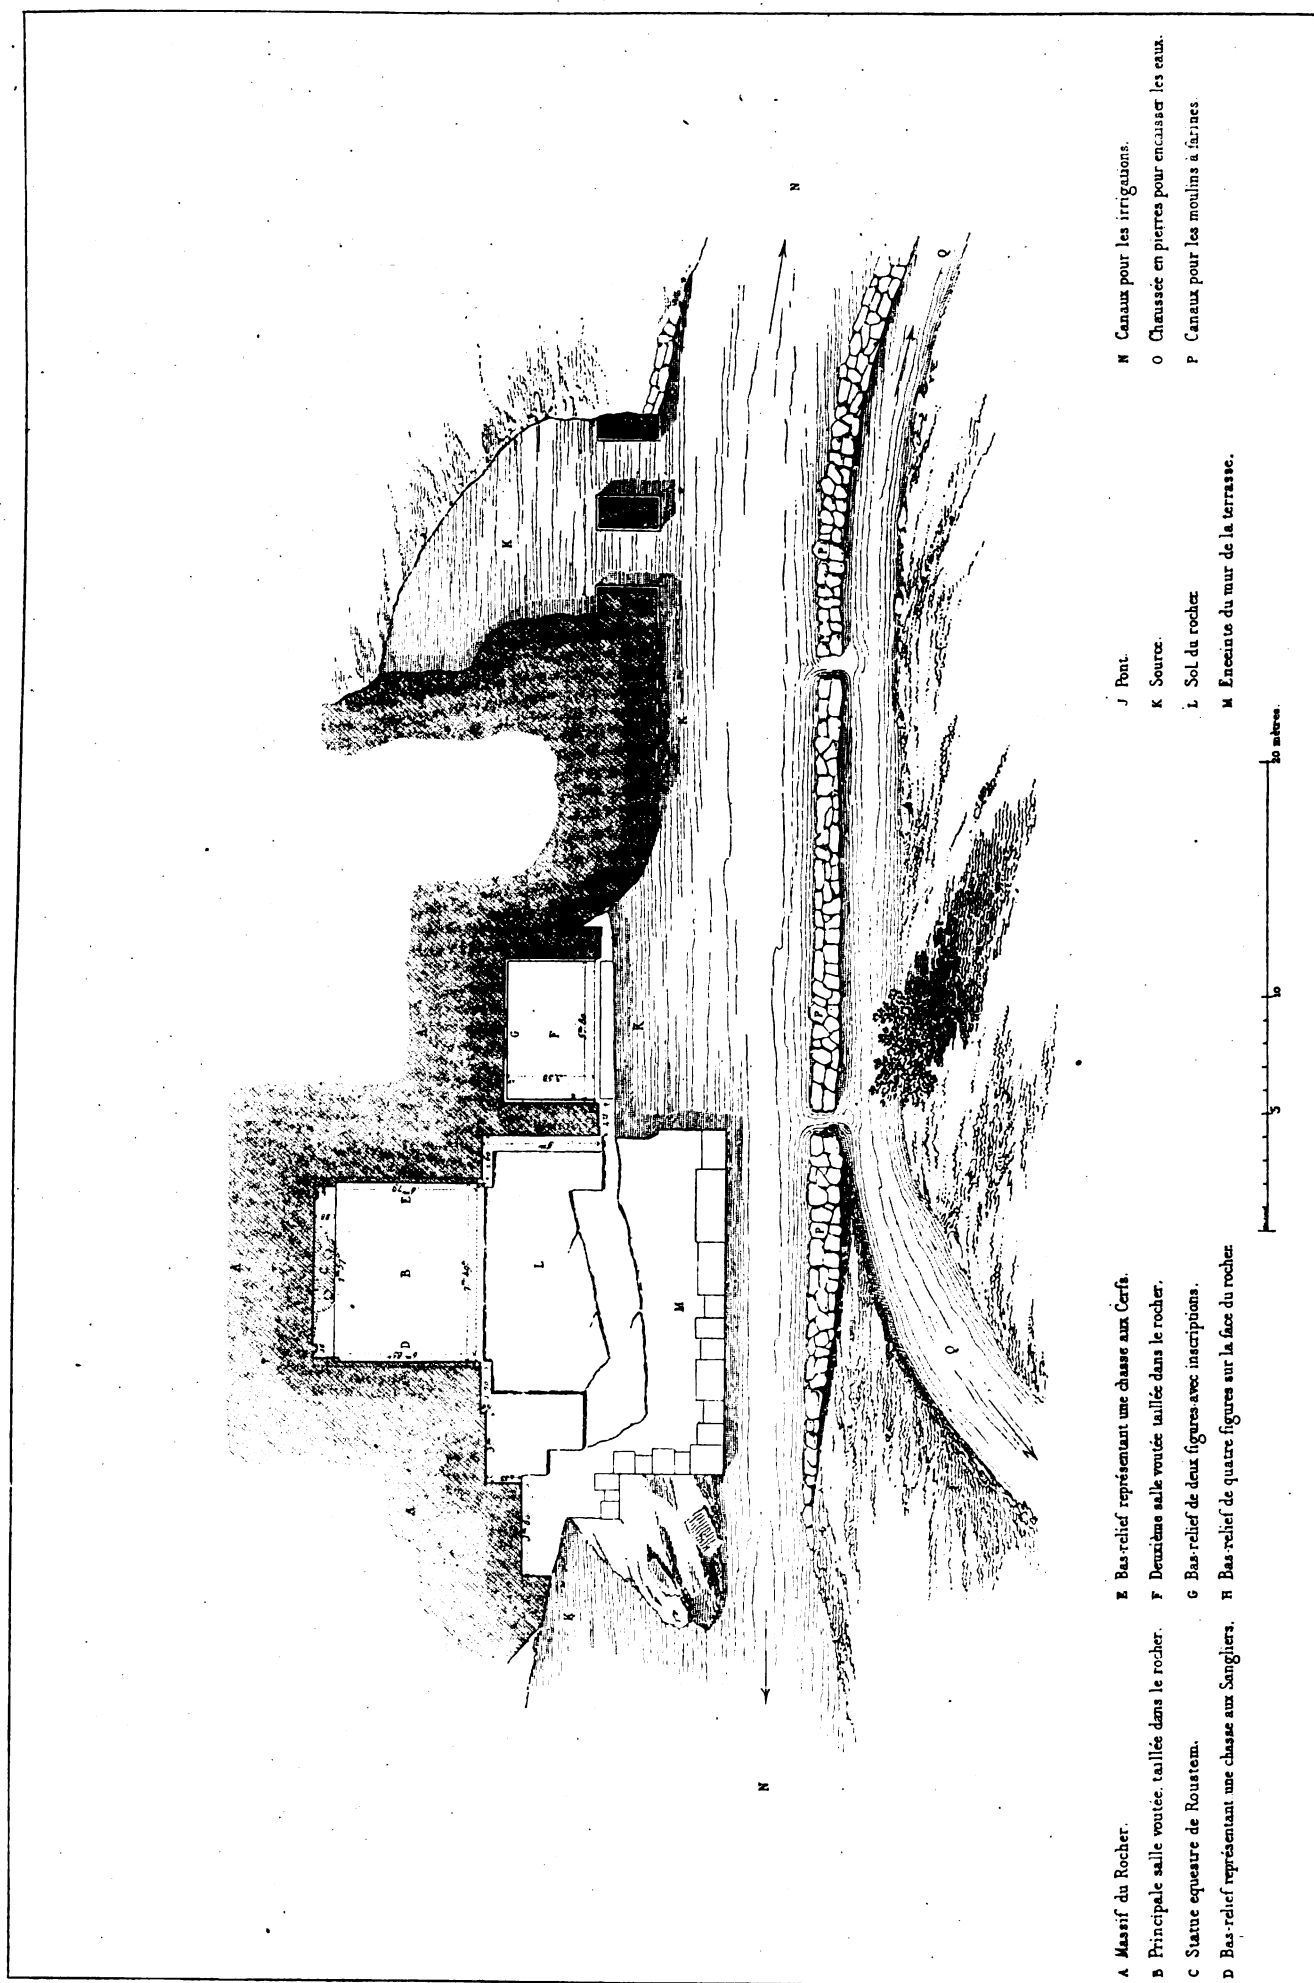 A Massif du Rocher.
B Principale salle voutée, taillée dans le rocher.
C Statue equestre de Roustem.
D Bas-relief représentant une chasse aux Sangliers.
E Bas-relief représentant une chasse aux Cerfs.
F Deuxième salle voutée taillée dans le rocher.
G Bas-relief de deux figures avec inscriptions.
H Bas-relief de quatre figures sur la face du rocher
J Pont.
K Source.
L Sol du rocher
M Enceinte du mur de la terrasse.
N Canaux pour les irrigations.
O Chaussée en pierres pour encaisser les eaux.
P Canaux pour les moulins à farines
5
10
20 mètres.
A
A
A
B
C
D
E
F
G
K
K
K
K
K
L
M
N
N
P
P
P
Q
Q